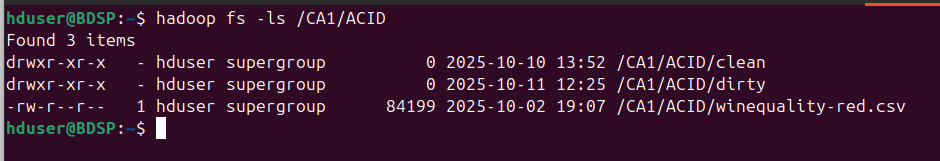 hduser@BDSP:~$ hadoop fs -ls /CA1/ACID
Found 3 items
drwxr-xr-x   - hduser supergroup          0 2025-10-10 13:52 /CA1/ACID/clean
drwxr-xr-x   - hduser supergroup          0 2025-10-11 12:25 /CA1/ACID/dirty
-rw-r--r--   1 hduser supergroup      84199 2025-10-02 19:07 /CA1/ACID/winequality-red.csv
hduser@BDSP:~$